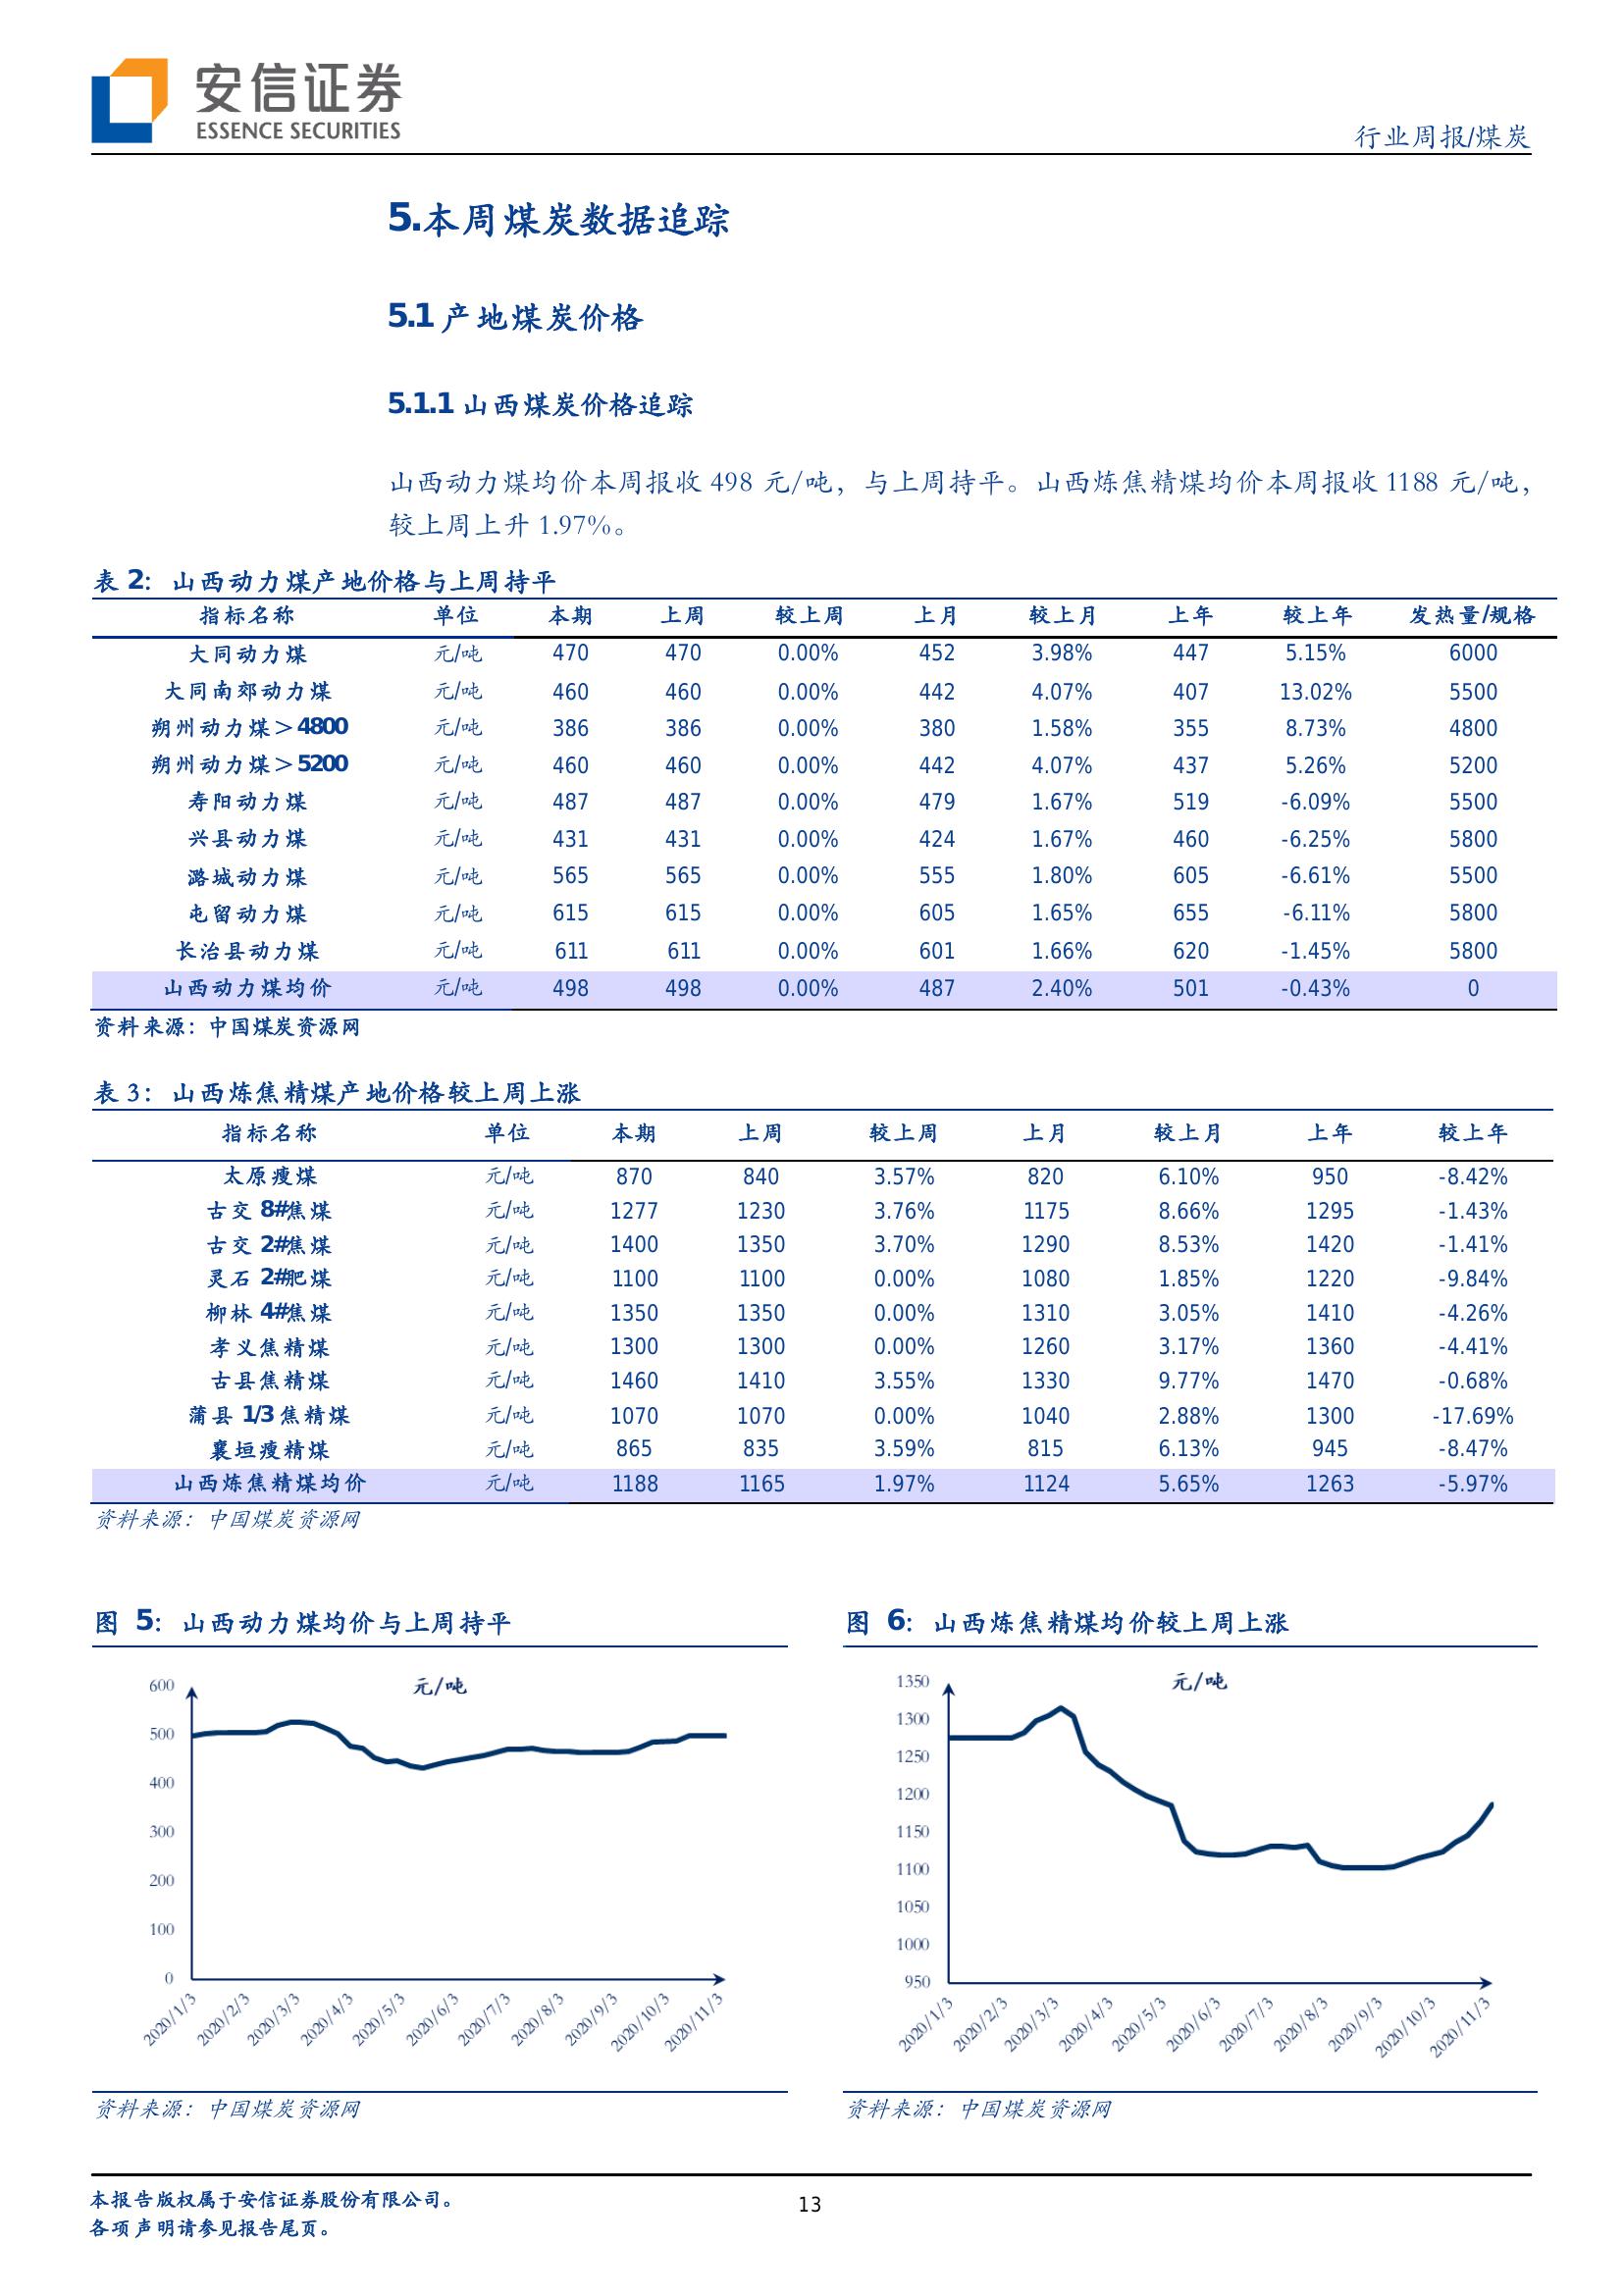 安信证券
ESSENCE SECURITIES
行业周报/煤炭
5.本周煤炭数据追踪
5.1 产地煤炭价格
5.1.1 山西煤炭价格追踪
山西动力煤均价本周报收 498 元/吨，与上周持平。山西炼焦精煤均价本周报收 1188 元/吨，
较上周上升 1.97%。
表 2：山西动力煤产地价格与上周持平
指标名称 单位 本期 上周 较上周 上月 较上月 上年 较上年 发热量/规格
大同动力煤 元/吨 470 470 0.00% 452 3.98% 447 5.15% 6000
大同南郊动力煤 元/吨 460 460 0.00% 442 4.07% 407 13.02% 5500
朔州动力煤＞4800 元/吨 386 386 0.00% 380 1.58% 355 8.73% 4800
朔州动力煤＞5200 元/吨 460 460 0.00% 442 4.07% 437 5.26% 5200
寿阳动力煤 元/吨 487 487 0.00% 479 1.67% 519 -6.09% 5500
兴县动力煤 元/吨 431 431 0.00% 424 1.67% 460 -6.25% 5800
潞城动力煤 元/吨 565 565 0.00% 555 1.80% 605 -6.61% 5500
屯留动力煤 元/吨 615 615 0.00% 605 1.65% 655 -6.11% 5800
长治县动力煤 元/吨 611 611 0.00% 601 1.66% 620 -1.45% 5800
山西动力煤均价 元/吨 498 498 0.00% 487 2.40% 501 -0.43% 0
资料来源：中国煤炭资源网
表 3：山西炼焦精煤产地价格较上周上涨
指标名称 单位 本期 上周 较上周 上月 较上月 上年 较上年
太原瘦煤 元/吨 870 840 3.57% 820 6.10% 950 -8.42%
古交 8#焦煤 元/吨 1277 1230 3.76% 1175 8.66% 1295 -1.43%
古交 2#焦煤 元/吨 1400 1350 3.70% 1290 8.53% 1420 -1.41%
灵石 2#肥煤 元/吨 1100 1100 0.00% 1080 1.85% 1220 -9.84%
柳林 4#焦煤 元/吨 1350 1350 0.00% 1310 3.05% 1410 -4.26%
孝义焦精煤 元/吨 1300 1300 0.00% 1260 3.17% 1360 -4.41%
古县焦精煤 元/吨 1460 1410 3.55% 1330 9.77% 1470 -0.68%
蒲县 1/3 焦精煤 元/吨 1070 1070 0.00% 1040 2.88% 1300 -17.69%
襄垣瘦精煤 元/吨 865 835 3.59% 815 6.13% 945 -8.47%
山西炼焦精煤均价 元/吨 1188 1165 1.97% 1124 5.65% 1263 -5.97%
资料来源：中国煤炭资源网
图 5：山西动力煤均价与上周持平
元/吨
600
500
400
300
200
100
0
2020/1/3 2020/2/3 2020/3/3 2020/4/3 2020/5/3 2020/6/3 2020/7/3 2020/8/3 2020/9/3 2020/10/3 2020/11/3
资料来源：中国煤炭资源网
图 6：山西炼焦精煤均价较上周上涨
元/吨
1350
1300
1250
1200
1150
1100
1050
1000
950
2020/1/3 2020/2/3 2020/3/3 2020/4/3 2020/5/3 2020/6/3 2020/7/3 2020/8/3 2020/9/3 2020/10/3 2020/11/3
资料来源：中国煤炭资源网
本报告版权属于安信证券股份有限公司。
各项声明请参见报告尾页。
13